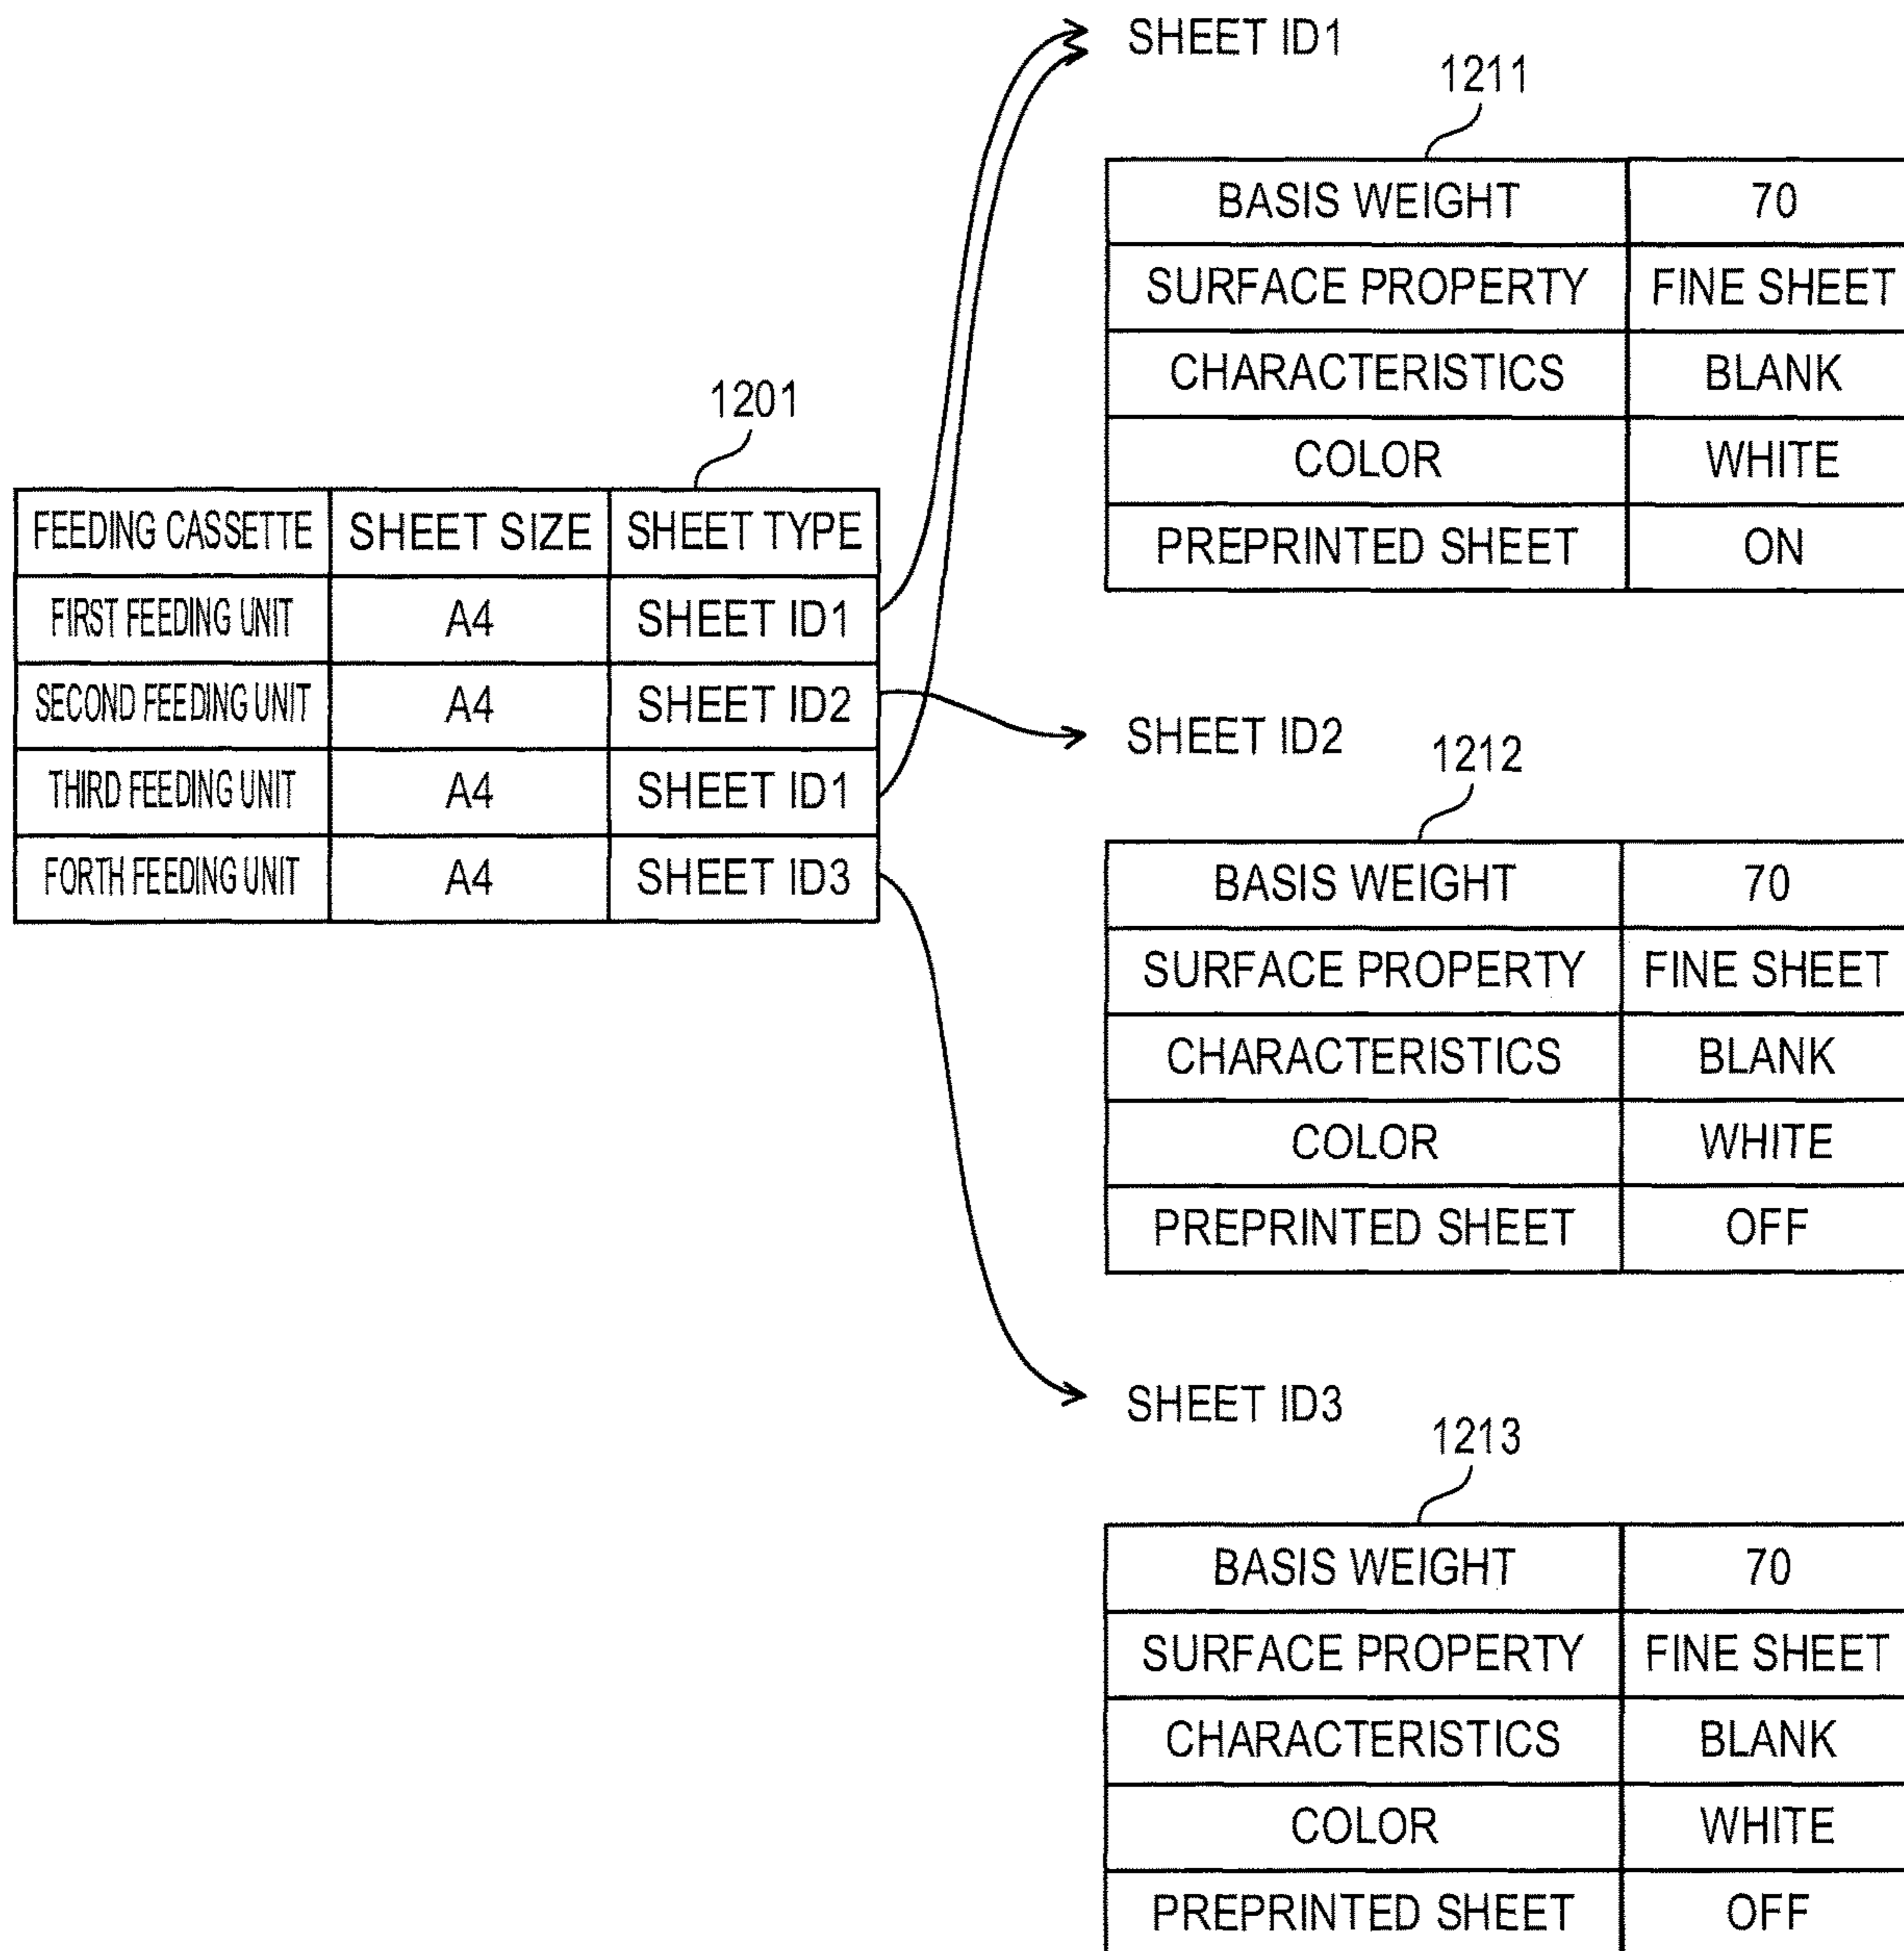 1201
FEEDING CASSETTE SHEET SIZE SHEET TYPE
FIRST FEEDING UNIT A4 SHEET ID1
SECOND FEEDING UNIT A4 SHEET ID2
THIRD FEEDING UNIT A4 SHEET ID1
FORTH FEEDING UNIT A4 SHEET ID3
SHEET ID1
1211
BASIS WEIGHT 70
SURFACE PROPERTY FINE SHEET
CHARACTERISTICS BLANK
COLOR WHITE
PREPRINTED SHEET ON
SHEET ID2
1212
BASIS WEIGHT 70
SURFACE PROPERTY FINE SHEET
CHARACTERISTICS BLANK
COLOR WHITE
PREPRINTED SHEET OFF
SHEET ID3
1213
BASIS WEIGHT 70
SURFACE PROPERTY FINE SHEET
CHARACTERISTICS BLANK
COLOR WHITE
PREPRINTED SHEET OFF